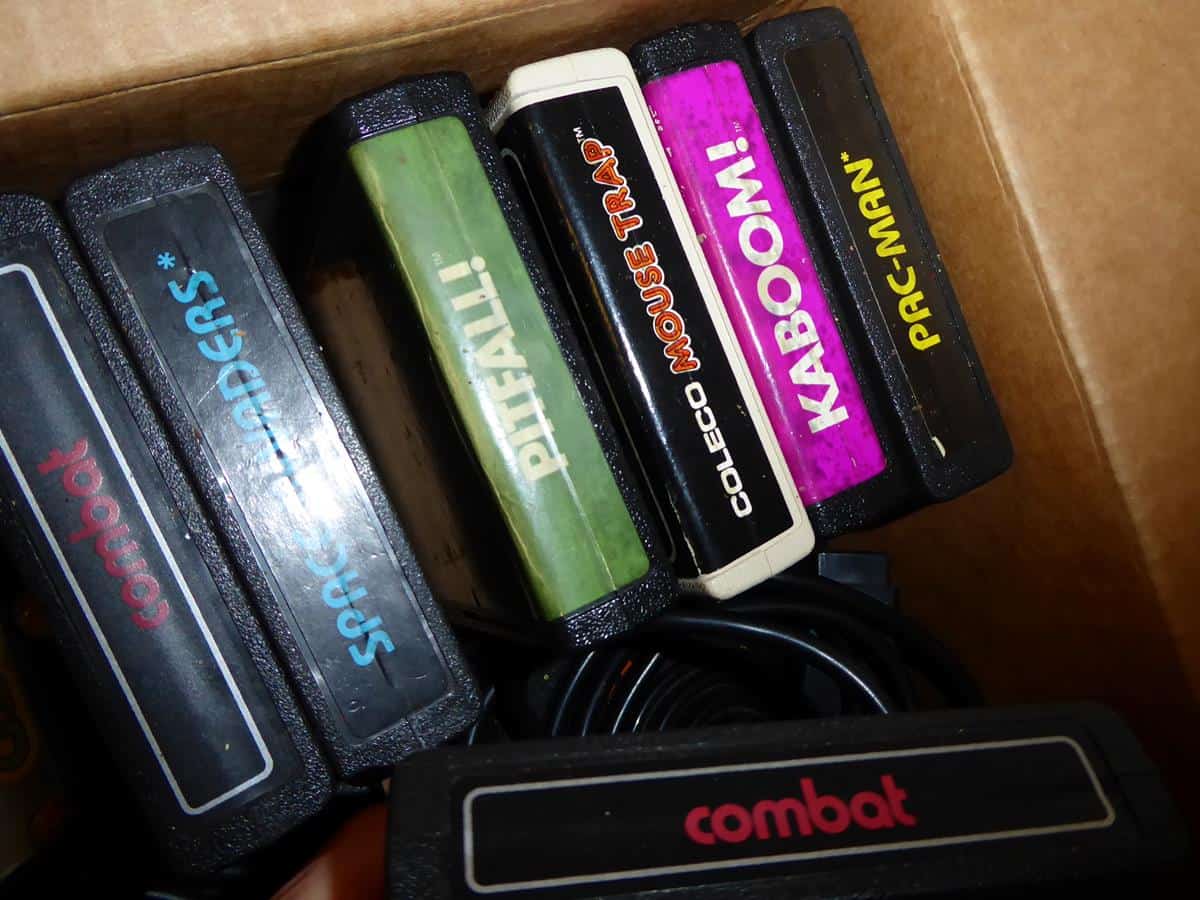 combat
SPACE INVADERS*
PITFALL!™
COLECO MOUSE TRAP™
KABOOM!™
PAC-MAN*
combat